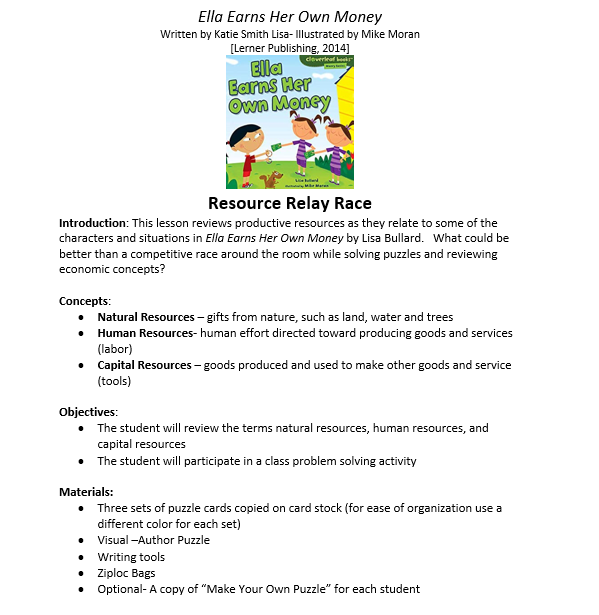 Ella Earns Her Own Money
Written by Katie Smith Lisa- Illustrated by Mike Moran
[Lerner Publishing, 2014]
cloverleaf books
Ella
Earns Her
Own Money
Lisa Bullard
Mike Moran
Resource Relay Race
Introduction: This lesson reviews productive resources as they relate to some of the
characters and situations in Ella Earns Her Own Money by Lisa Bullard.   What could be
better than a competitive race around the room while solving puzzles and reviewing
economic concepts?
Concepts:
• Natural Resources – gifts from nature, such as land, water and trees
• Human Resources- human effort directed toward producing goods and services
(labor)
• Capital Resources – goods produced and used to make other goods and service
(tools)
Objectives:
• The student will review the terms natural resources, human resources, and
capital resources
• The student will participate in a class problem solving activity
Materials:
• Three sets of puzzle cards copied on card stock (for ease of organization use a
different color for each set)
• Visual –Author Puzzle
• Writing tools
• Ziploc Bags
• Optional- A copy of “Make Your Own Puzzle” for each student